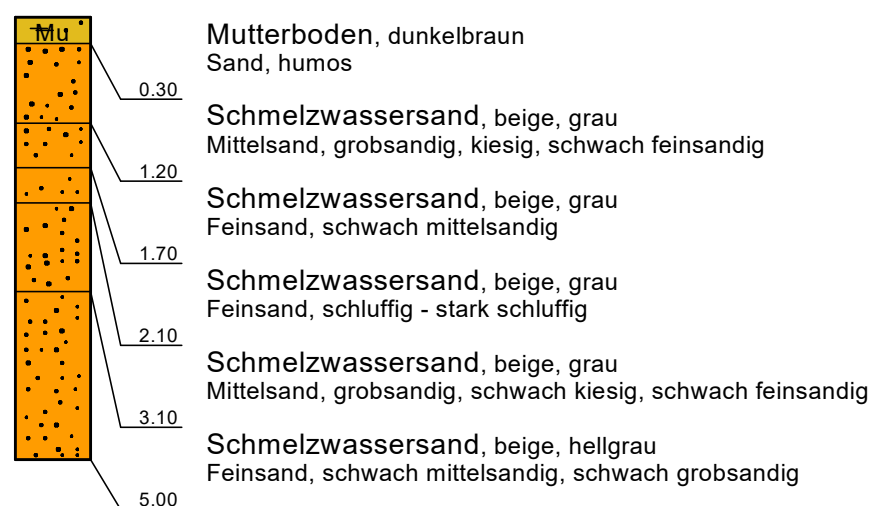 Mu
Mutterboden, dunkelbraun
Sand, humos
0.30
Schmelzwassersand, beige, grau
Mittelsand, grobsandig, kiesig, schwach feinsandig
1.20
Schmelzwassersand, beige, grau
Feinsand, schwach mittelsandig
1.70
Schmelzwassersand, beige, grau
Feinsand, schluffig - stark schluffig
2.10
Schmelzwassersand, beige, grau
Mittelsand, grobsandig, schwach kiesig, schwach feinsandig
3.10
Schmelzwassersand, beige, hellgrau
Feinsand, schwach mittelsandig, schwach grobsandig
5.00